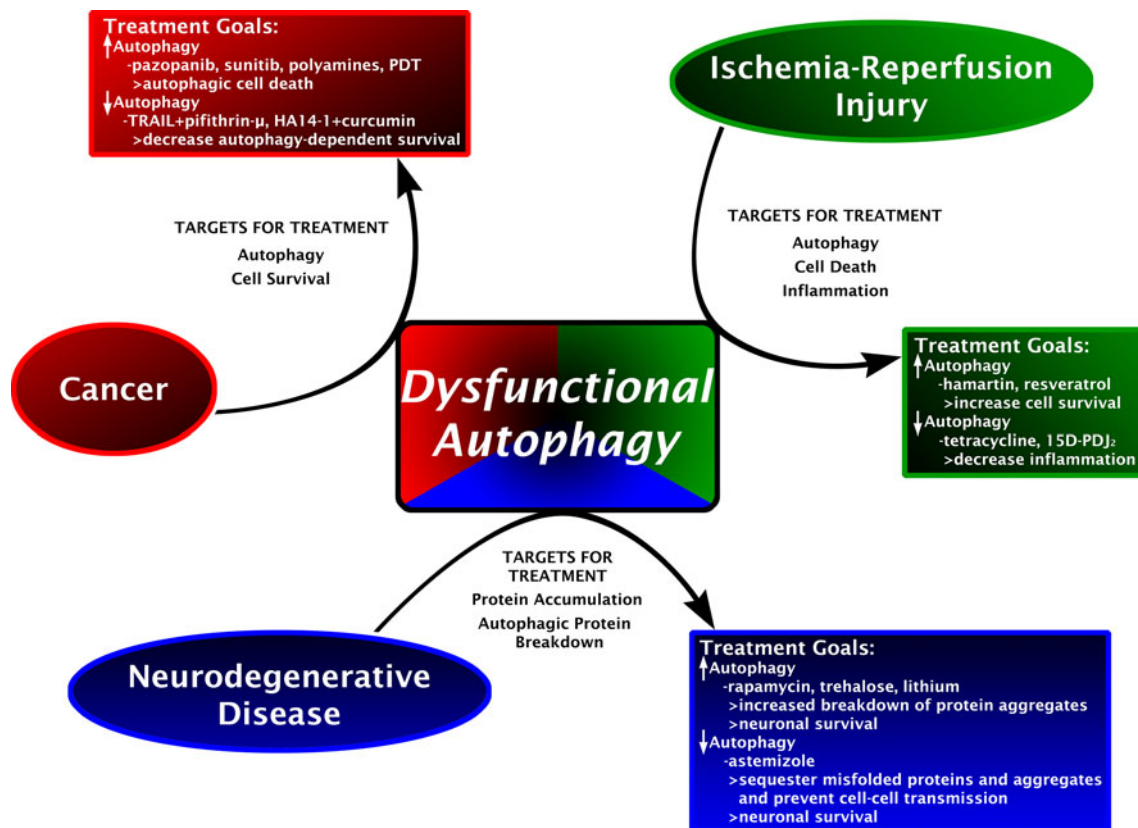 Treatment Goals:
↑Autophagy
-pazopanib, sunitib, polyamines, PDT
>autophagic cell death
↓Autophagy
-TRAIL+pifithrin-μ, HA14-1+curcumin
>decrease autophagy-dependent survival
Ischemia-Reperfusion
Injury
TARGETS FOR TREATMENT
Autophagy
Cell Survival
TARGETS FOR TREATMENT
Autophagy
Cell Death
Inflammation
Cancer
Dysfunctional
Autophagy
Treatment Goals:
↑Autophagy
-hamartin, resveratrol
>increase cell survival
↓Autophagy
-tetracycline, 15D-PDJ₂
>decrease inflammation
TARGETS FOR
TREATMENT
Protein Accumulation
Autophagic Protein
Breakdown
Neurodegenerative
Disease
Treatment Goals:
↑Autophagy
-rapamycin, trehalose, lithium
>increased breakdown of protein aggregates
>neuronal survival
↓Autophagy
-astemizole
>sequester misfolded proteins and aggregates
and prevent cell-cell transmission
>neuronal survival